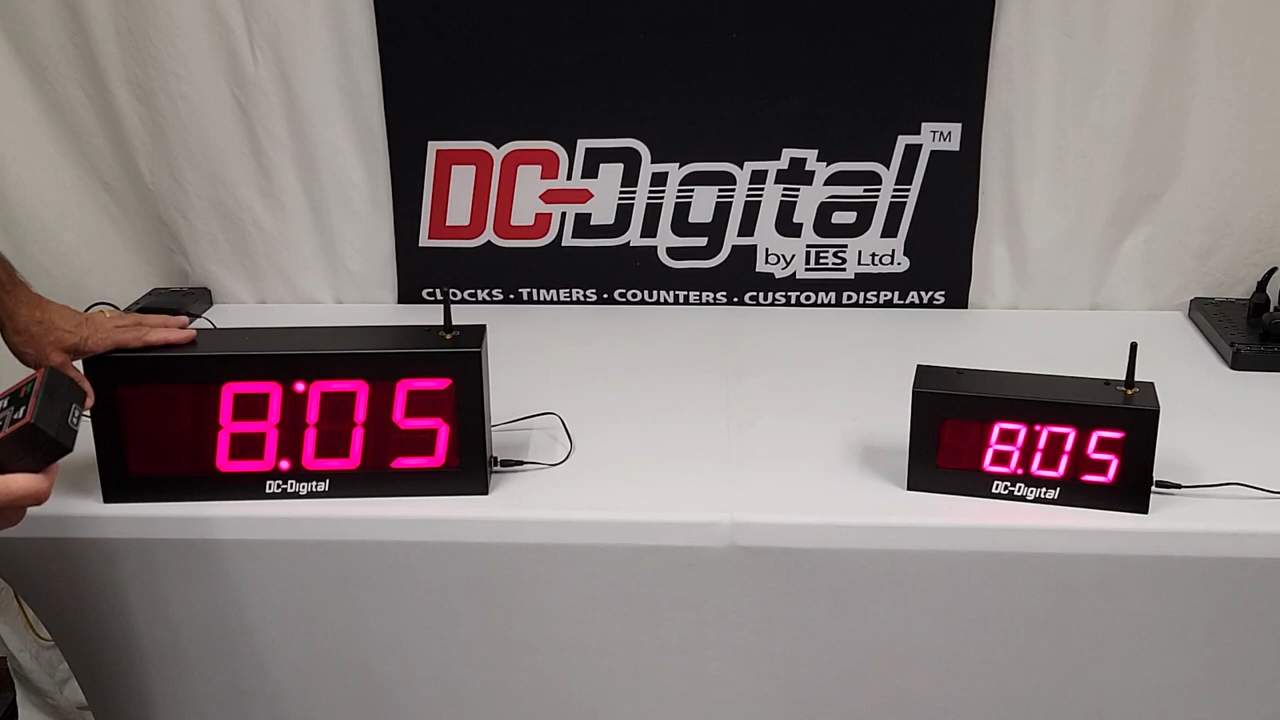 DC-Digital TM
by IES Ltd.
CLOCKS · TIMERS · COUNTERS · CUSTOM DISPLAYS
8:05
DC-Digital
8:05
DC-Digital